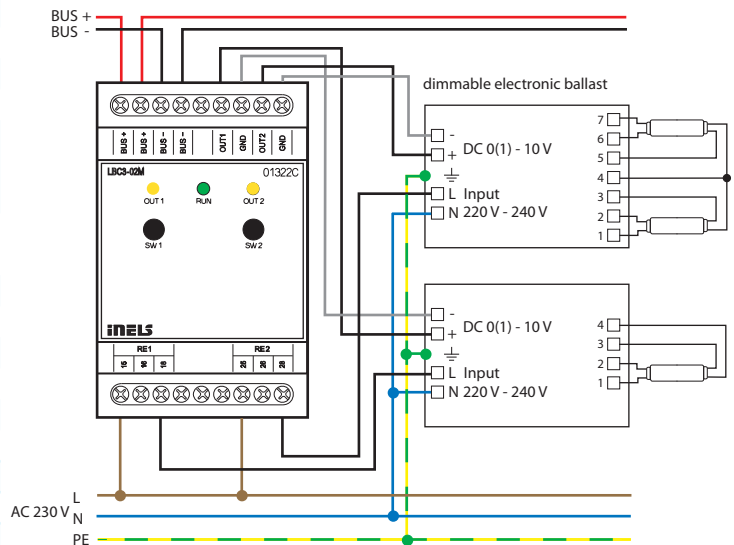 BUS +
BUS -
BUS +
BUS +
BUS -
BUS -
OUT1
GND
OUT2
GND
LBC3-02M
01322C
OUT 1
RUN
OUT 2
SW 1
SW 2
iNELS
RE1
RE2
15
16
18
25
26
28
dimmable electronic ballast
-
+ DC 0(1) - 10 V
L Input
N 220 V - 240 V
7
6
5
4
3
2
1
-
+ DC 0(1) - 10 V
L Input
N 220 V - 240 V
4
3
2
1
L
AC 230 V
N
PE